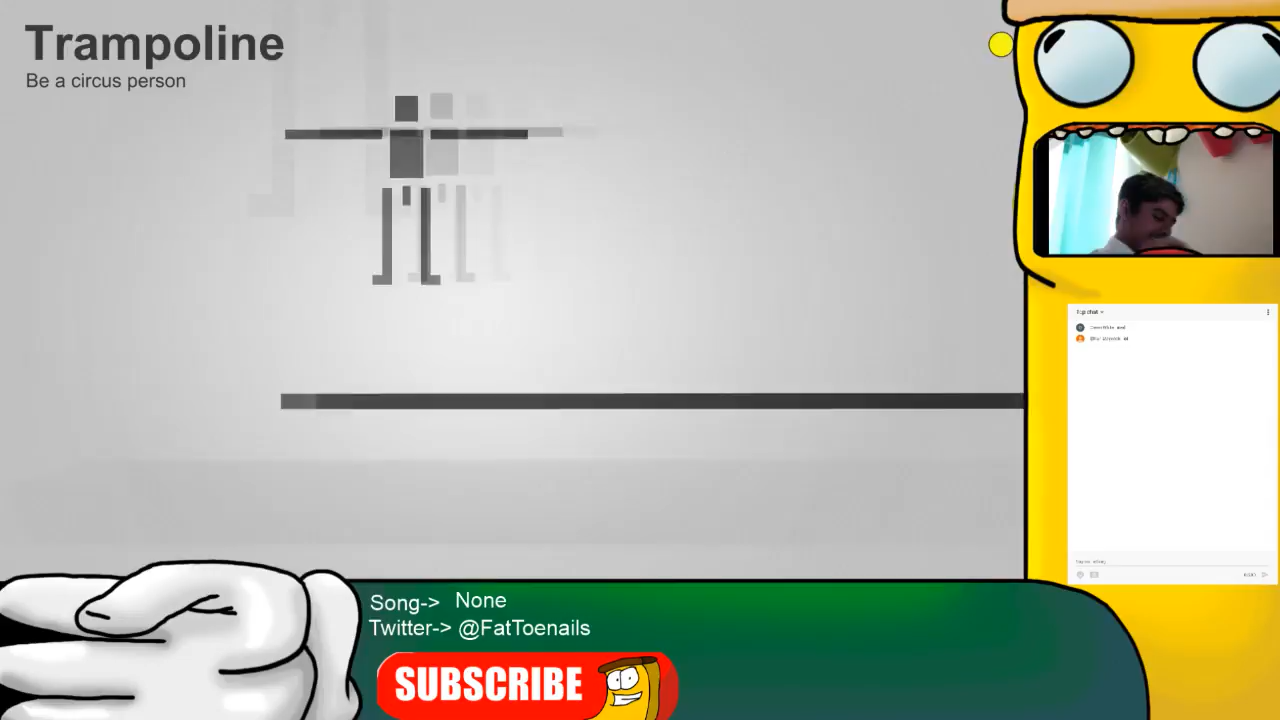 Trampoline
Be a circus person
Song-> None
Twitter-> @FatToenails
SUBSCRIBE